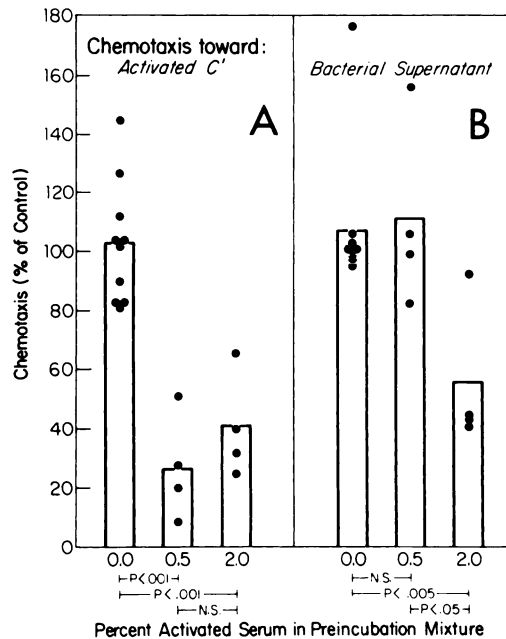 Chemotaxis toward:
Activated C'
Bacterial Supernatant
A
B
Chemotaxis (% of Control)
180
160
140
120
100
80
60
40
20
0
0.0 0.5 2.0 0.0 0.5 2.0
P<.001
P<.001
N.S.
N.S.
P< .005
P<.05
Percent Activated Serum in Preincubation Mixture